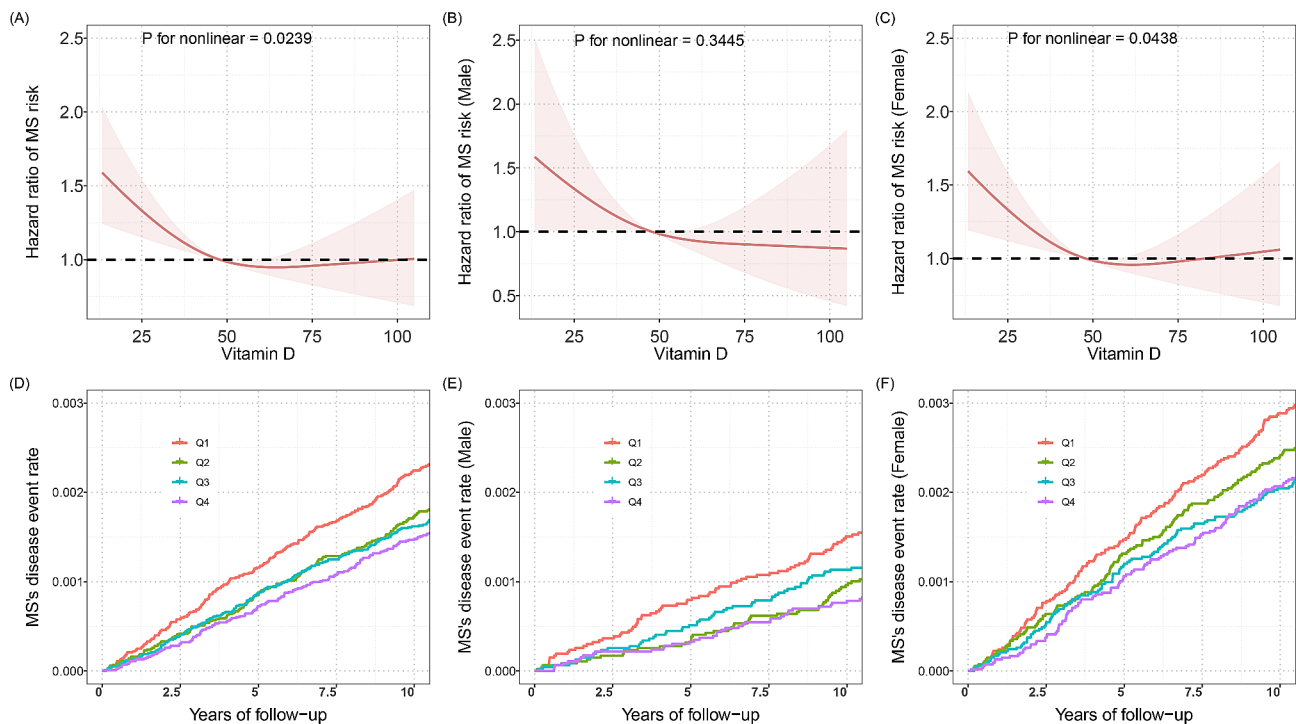 (A)
P for nonlinear = 0.0239
Hazard ratio of MS risk
2.5
2.0
1.5
1.0
25
50
75
100
Vitamin D
(B)
P for nonlinear = 0.3445
Hazard ratio of MS risk (Male)
2.5
2.0
1.5
1.0
0.5
25
50
75
100
Vitamin D
(C)
P for nonlinear = 0.0438
Hazard ratio of MS risk (Female)
2.5
2.0
1.5
1.0
25
50
75
100
Vitamin D
(D)
MS's disease event rate
0.003
0.002
0.001
0.000
Q1
Q2
Q3
Q4
0
2.5
5
7.5
10
Years of follow-up
(E)
MS's disease event rate (Male)
0.003
0.002
0.001
0.000
Q1
Q2
Q3
Q4
0
2.5
5
7.5
10
Years of follow-up
(F)
MS's disease event rate (Female)
0.003
0.002
0.001
0.000
Q1
Q2
Q3
Q4
0
2.5
5
7.5
10
Years of follow-up